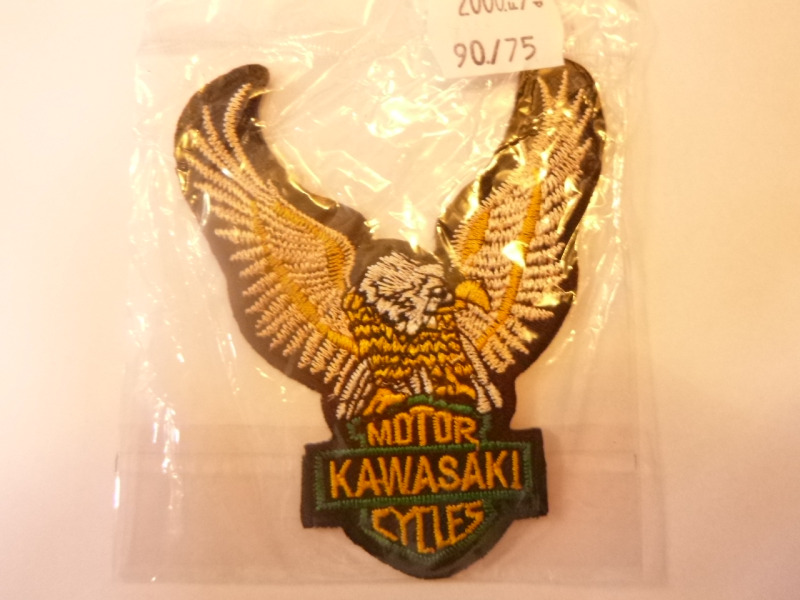 90./75
MOTOR
KAWASAKI
CYCLES